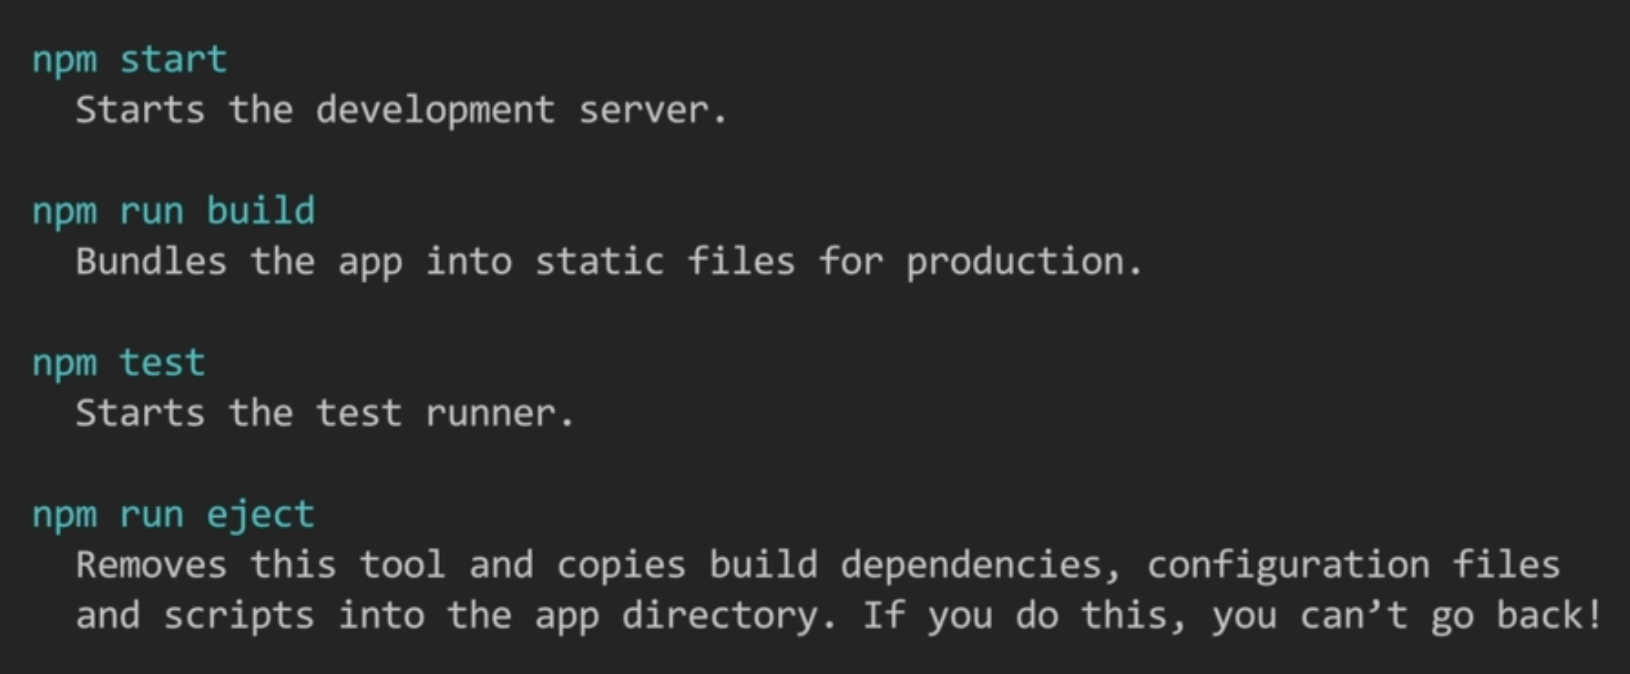 npm start
Starts the development server.
npm run build
Bundles the app into static files for production.
npm test
Starts the test runner.
npm run eject
Removes this tool and copies build dependencies, configuration files
and scripts into the app directory. If you do this, you can’t go back!